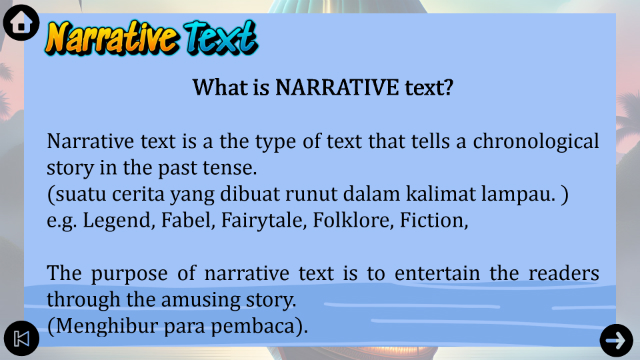 Narrative Text
What is NARRATIVE text?
Narrative text is a the type of text that tells a chronological
story in the past tense.
(suatu cerita yang dibuat runut dalam kalimat lampau. )
e.g. Legend, Fabel, Fairytale, Folklore, Fiction,
The purpose of narrative text is to entertain the readers
through the amusing story.
(Menghibur para pembaca).